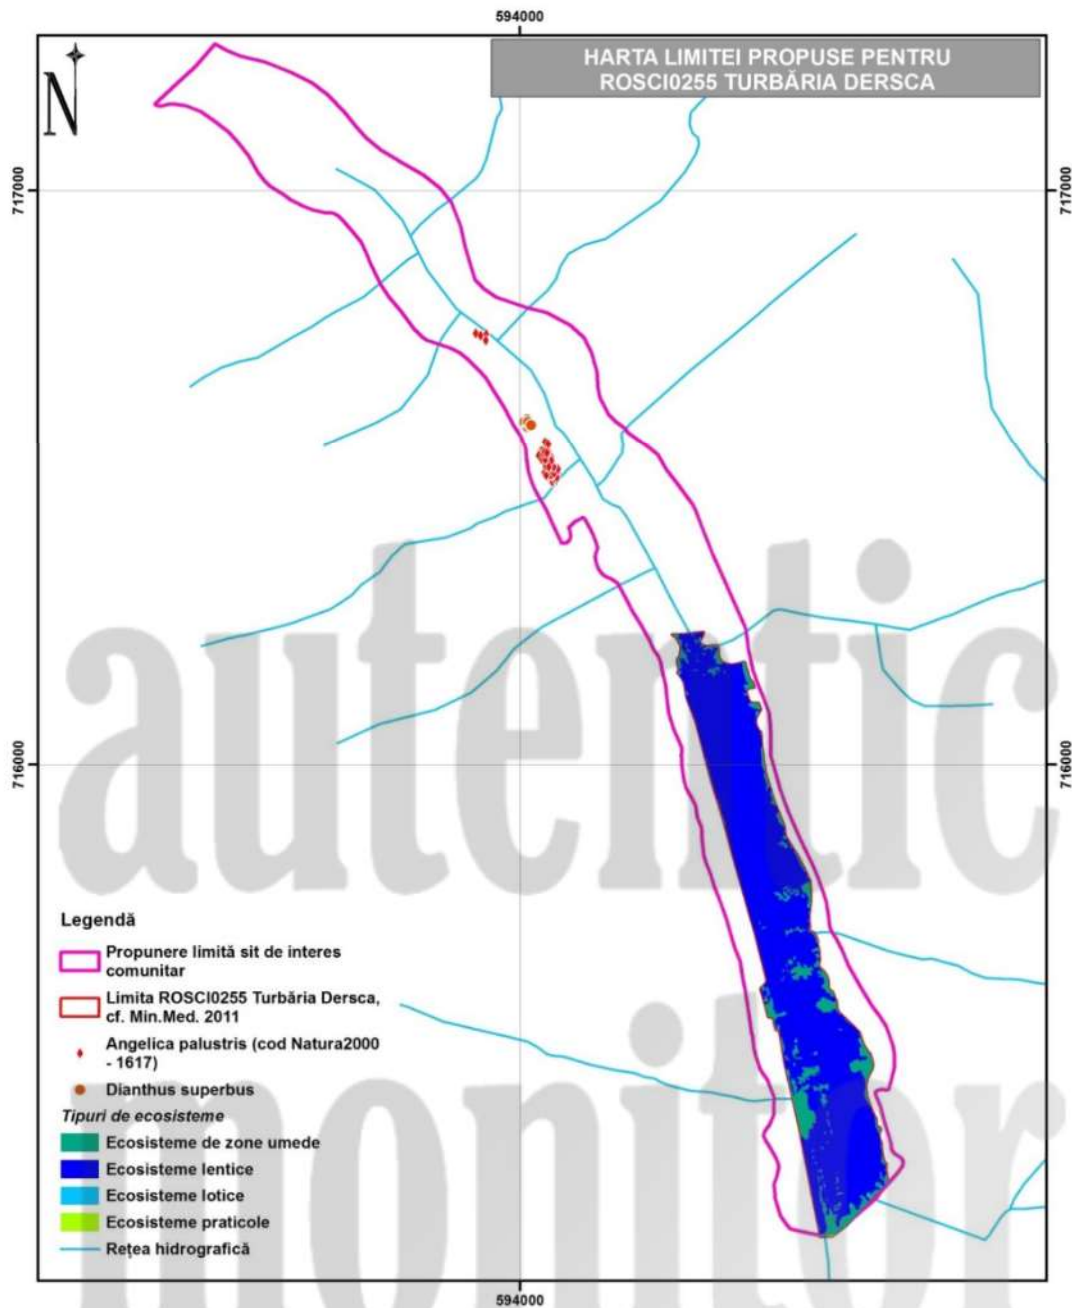 594000
HARTA LIMITEI PROPUSE PENTRU
ROSCI0255 TURBĂRIA DERSCA
N
717000
717000
716000
716000
autentic
monitor
Legendă
Propunere limită sit de interes
comunitar
Limita ROSCI0255 Turbăria Dersca,
cf. Min.Med. 2011
Angelica palustris (cod Natura2000
- 1617)
Dianthus superbus
Tipuri de ecosisteme
Ecosisteme de zone umede
Ecosisteme lentice
Ecosisteme lotice
Ecosisteme praticole
Rețea hidrografică
594000